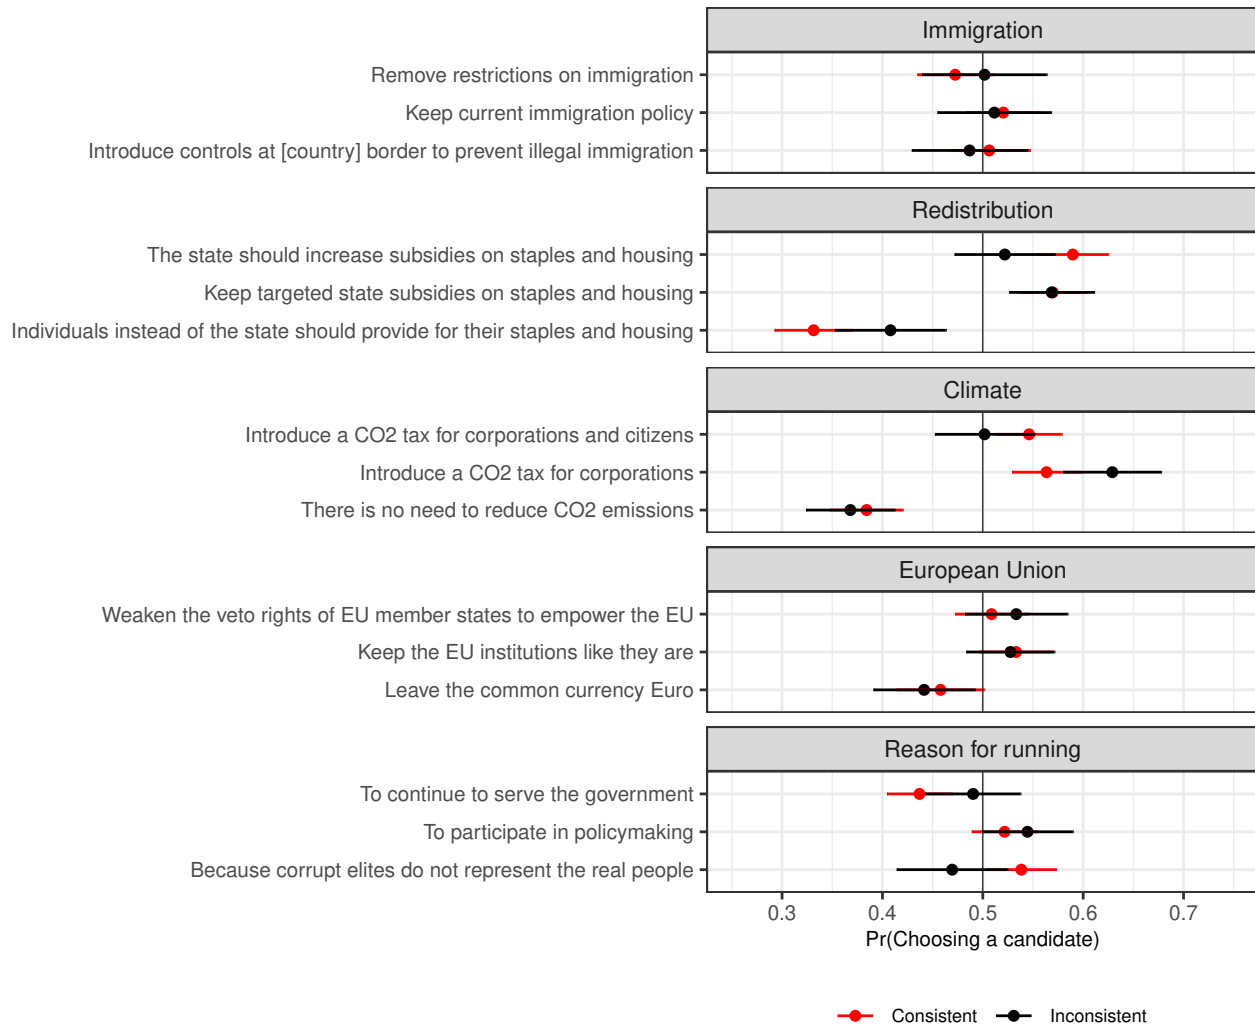 Immigration
Remove restrictions on immigration
Keep current immigration policy
Introduce controls at [country] border to prevent illegal immigration
Redistribution
The state should increase subsidies on staples and housing
Keep targeted state subsidies on staples and housing
Individuals instead of the state should provide for their staples and housing
Climate
Introduce a CO2 tax for corporations and citizens
Introduce a CO2 tax for corporations
There is no need to reduce CO2 emissions
European Union
Weaken the veto rights of EU member states to empower the EU
Keep the EU institutions like they are
Leave the common currency Euro
Reason for running
To continue to serve the government
To participate in policymaking
Because corrupt elites do not represent the real people
0.3 0.4 0.5 0.6 0.7
Pr(Choosing a candidate)
Consistent Inconsistent